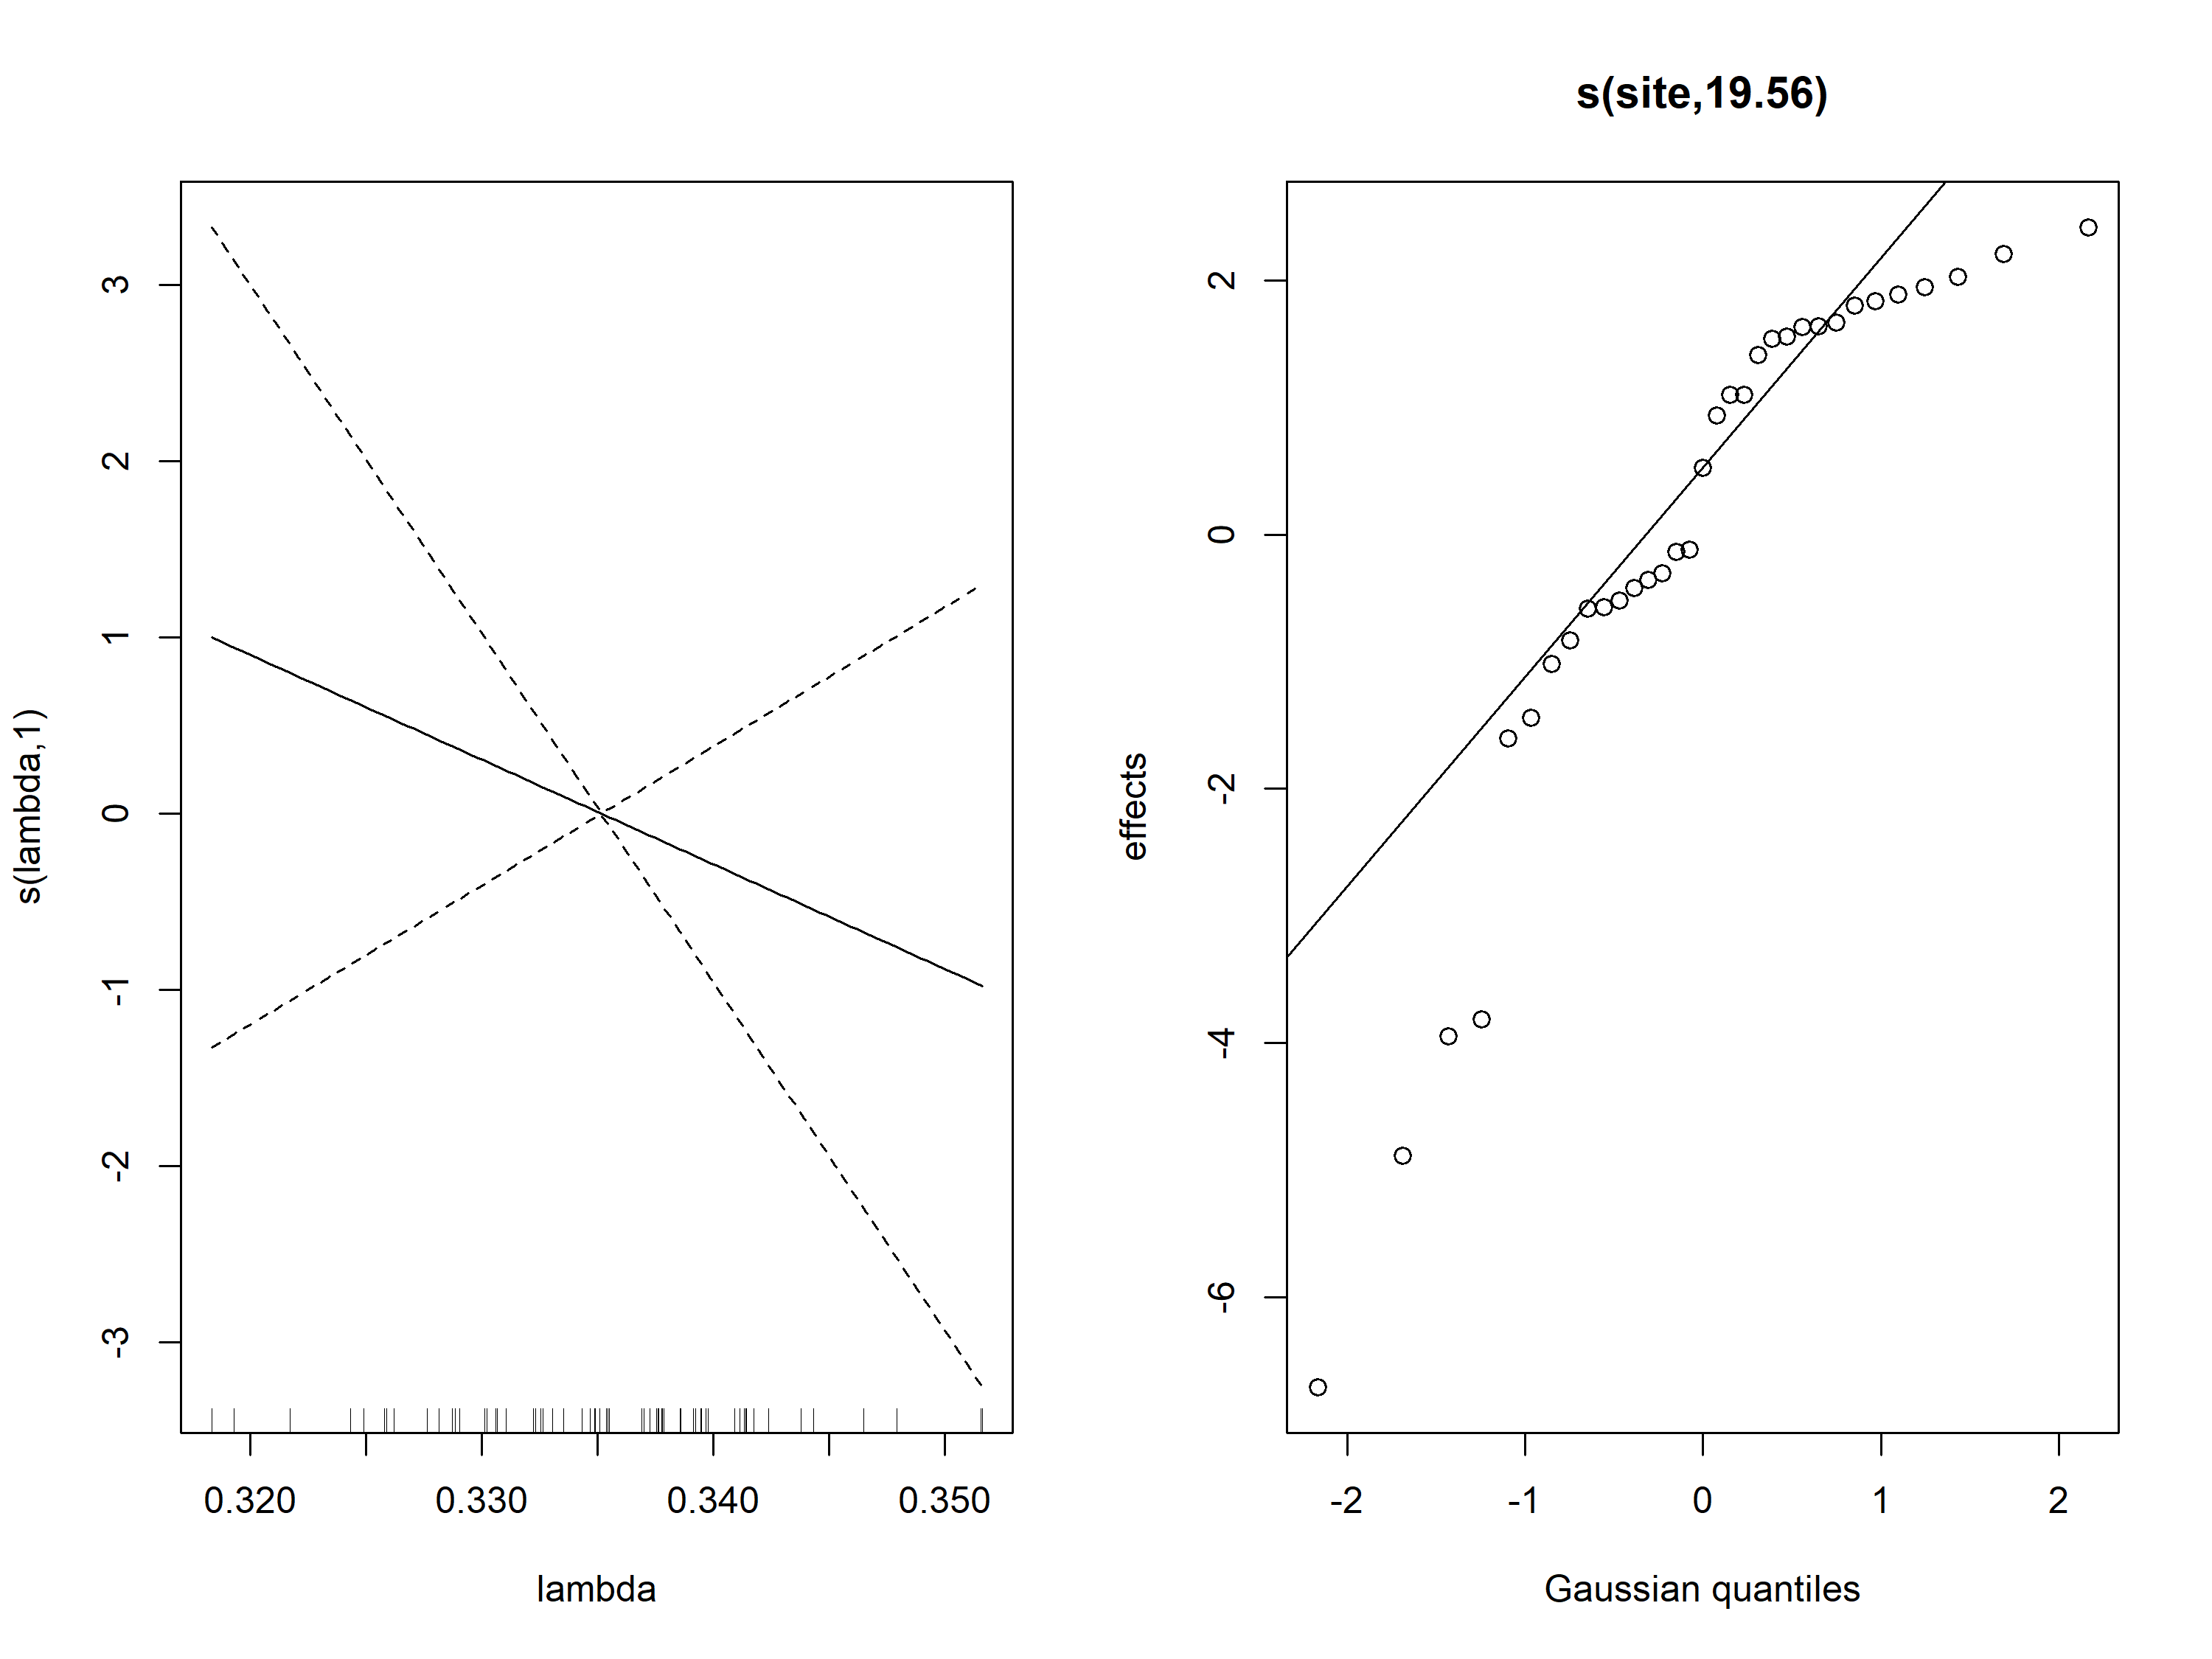 s(lambda,1)
3
2
1
0
-1
-2
-3
0.320 0.330 0.340 0.350
lambda
s(site,19.56)
effects
2
0
-2
-4
-6
-2 -1 0 1 2
Gaussian quantiles